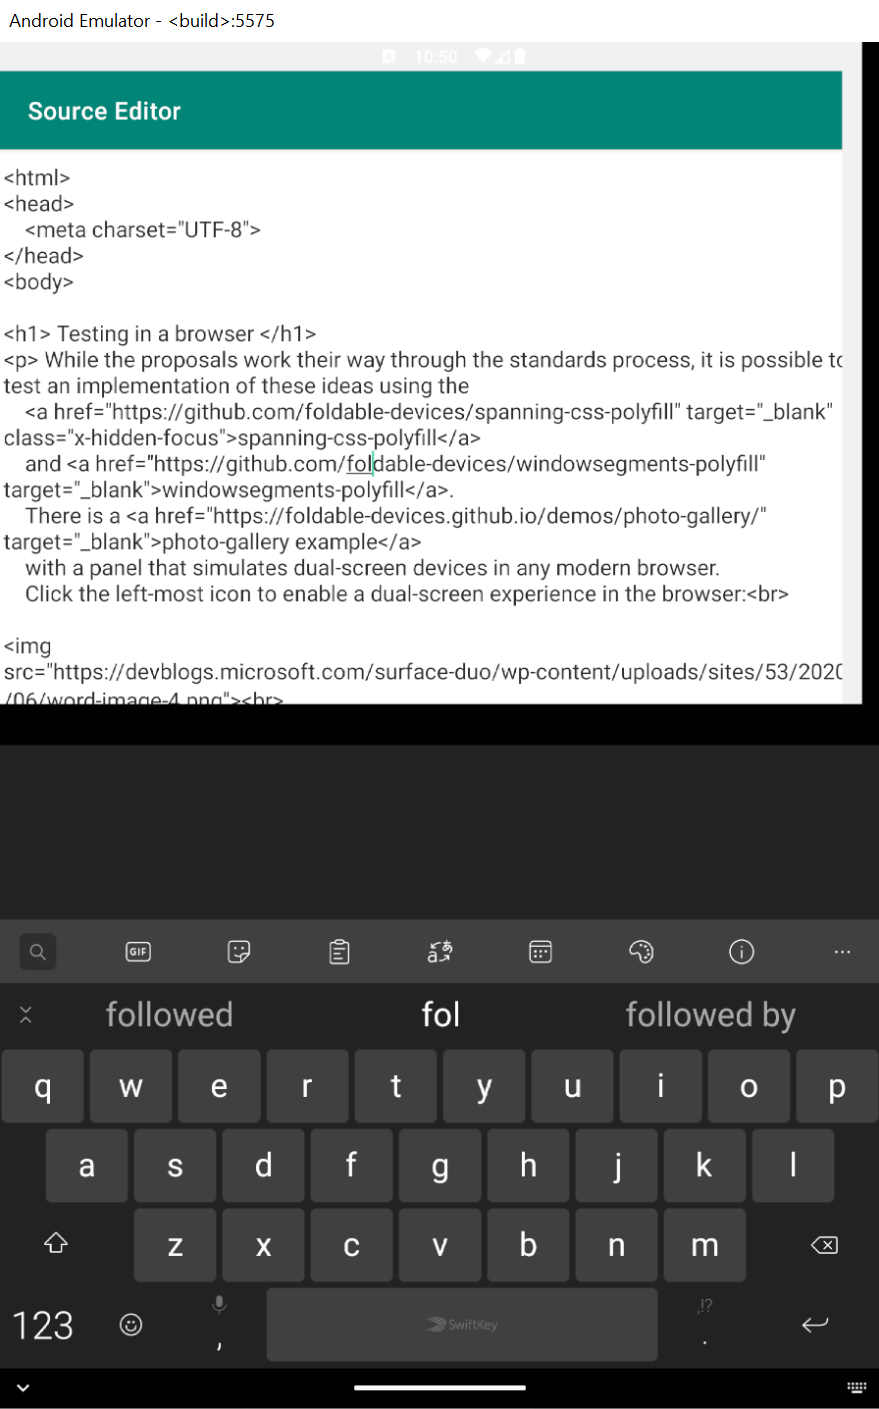 Android Emulator - <build>:5575
10:50
Source Editor
<html>
<head>
<meta charset="UTF-8">
</head>
<body>
<h1> Testing in a browser </h1>
<p> While the proposals work their way through the standards process, it is possible to
test an implementation of these ideas using the
<a href="https://github.com/foldable-devices/spanning-css-polyfill" target="_blank"
class="x-hidden-focus">spanning-css-polyfill</a>
and <a href="https://github.com/foldable-devices/windowsegments-polyfill"
target="_blank">windowsegments-polyfill</a>.
There is a <a href="https://foldable-devices.github.io/demos/photo-gallery/"
target="_blank">photo-gallery example</a>
with a panel that simulates dual-screen devices in any modern browser.
Click the left-most icon to enable a dual-screen experience in the browser:<br>
<img
src="https://devblogs.microsoft.com/surface-duo/wp-content/uploads/sites/53/2020
/06/word-image-4.png"><br>
GIF
followed fol followed by
q w e r t y u i o p
a s d f g h j k l
z x c v b n m
123 , SwiftKey ,!? .